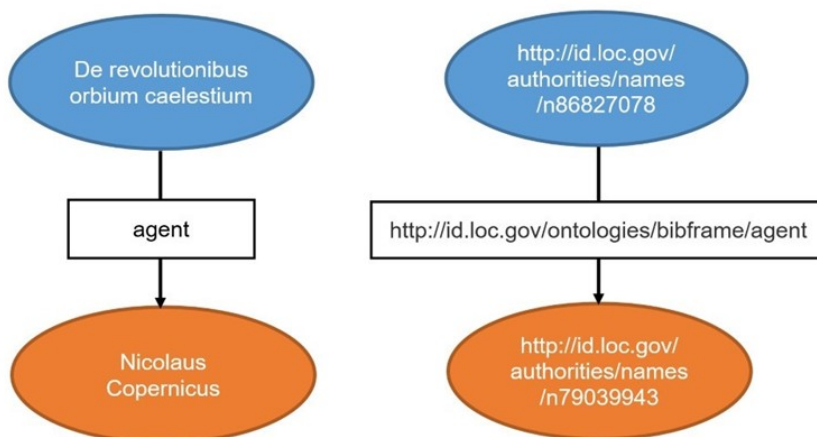 De revolutionibus
orbium caelestium
agent
Nicolaus
Copernicus
http://id.loc.gov/
authorities/names
/n86827078
http://id.loc.gov/ontologies/bibframe/agent
http://id.loc.gov/
authorities/names
/n79039943